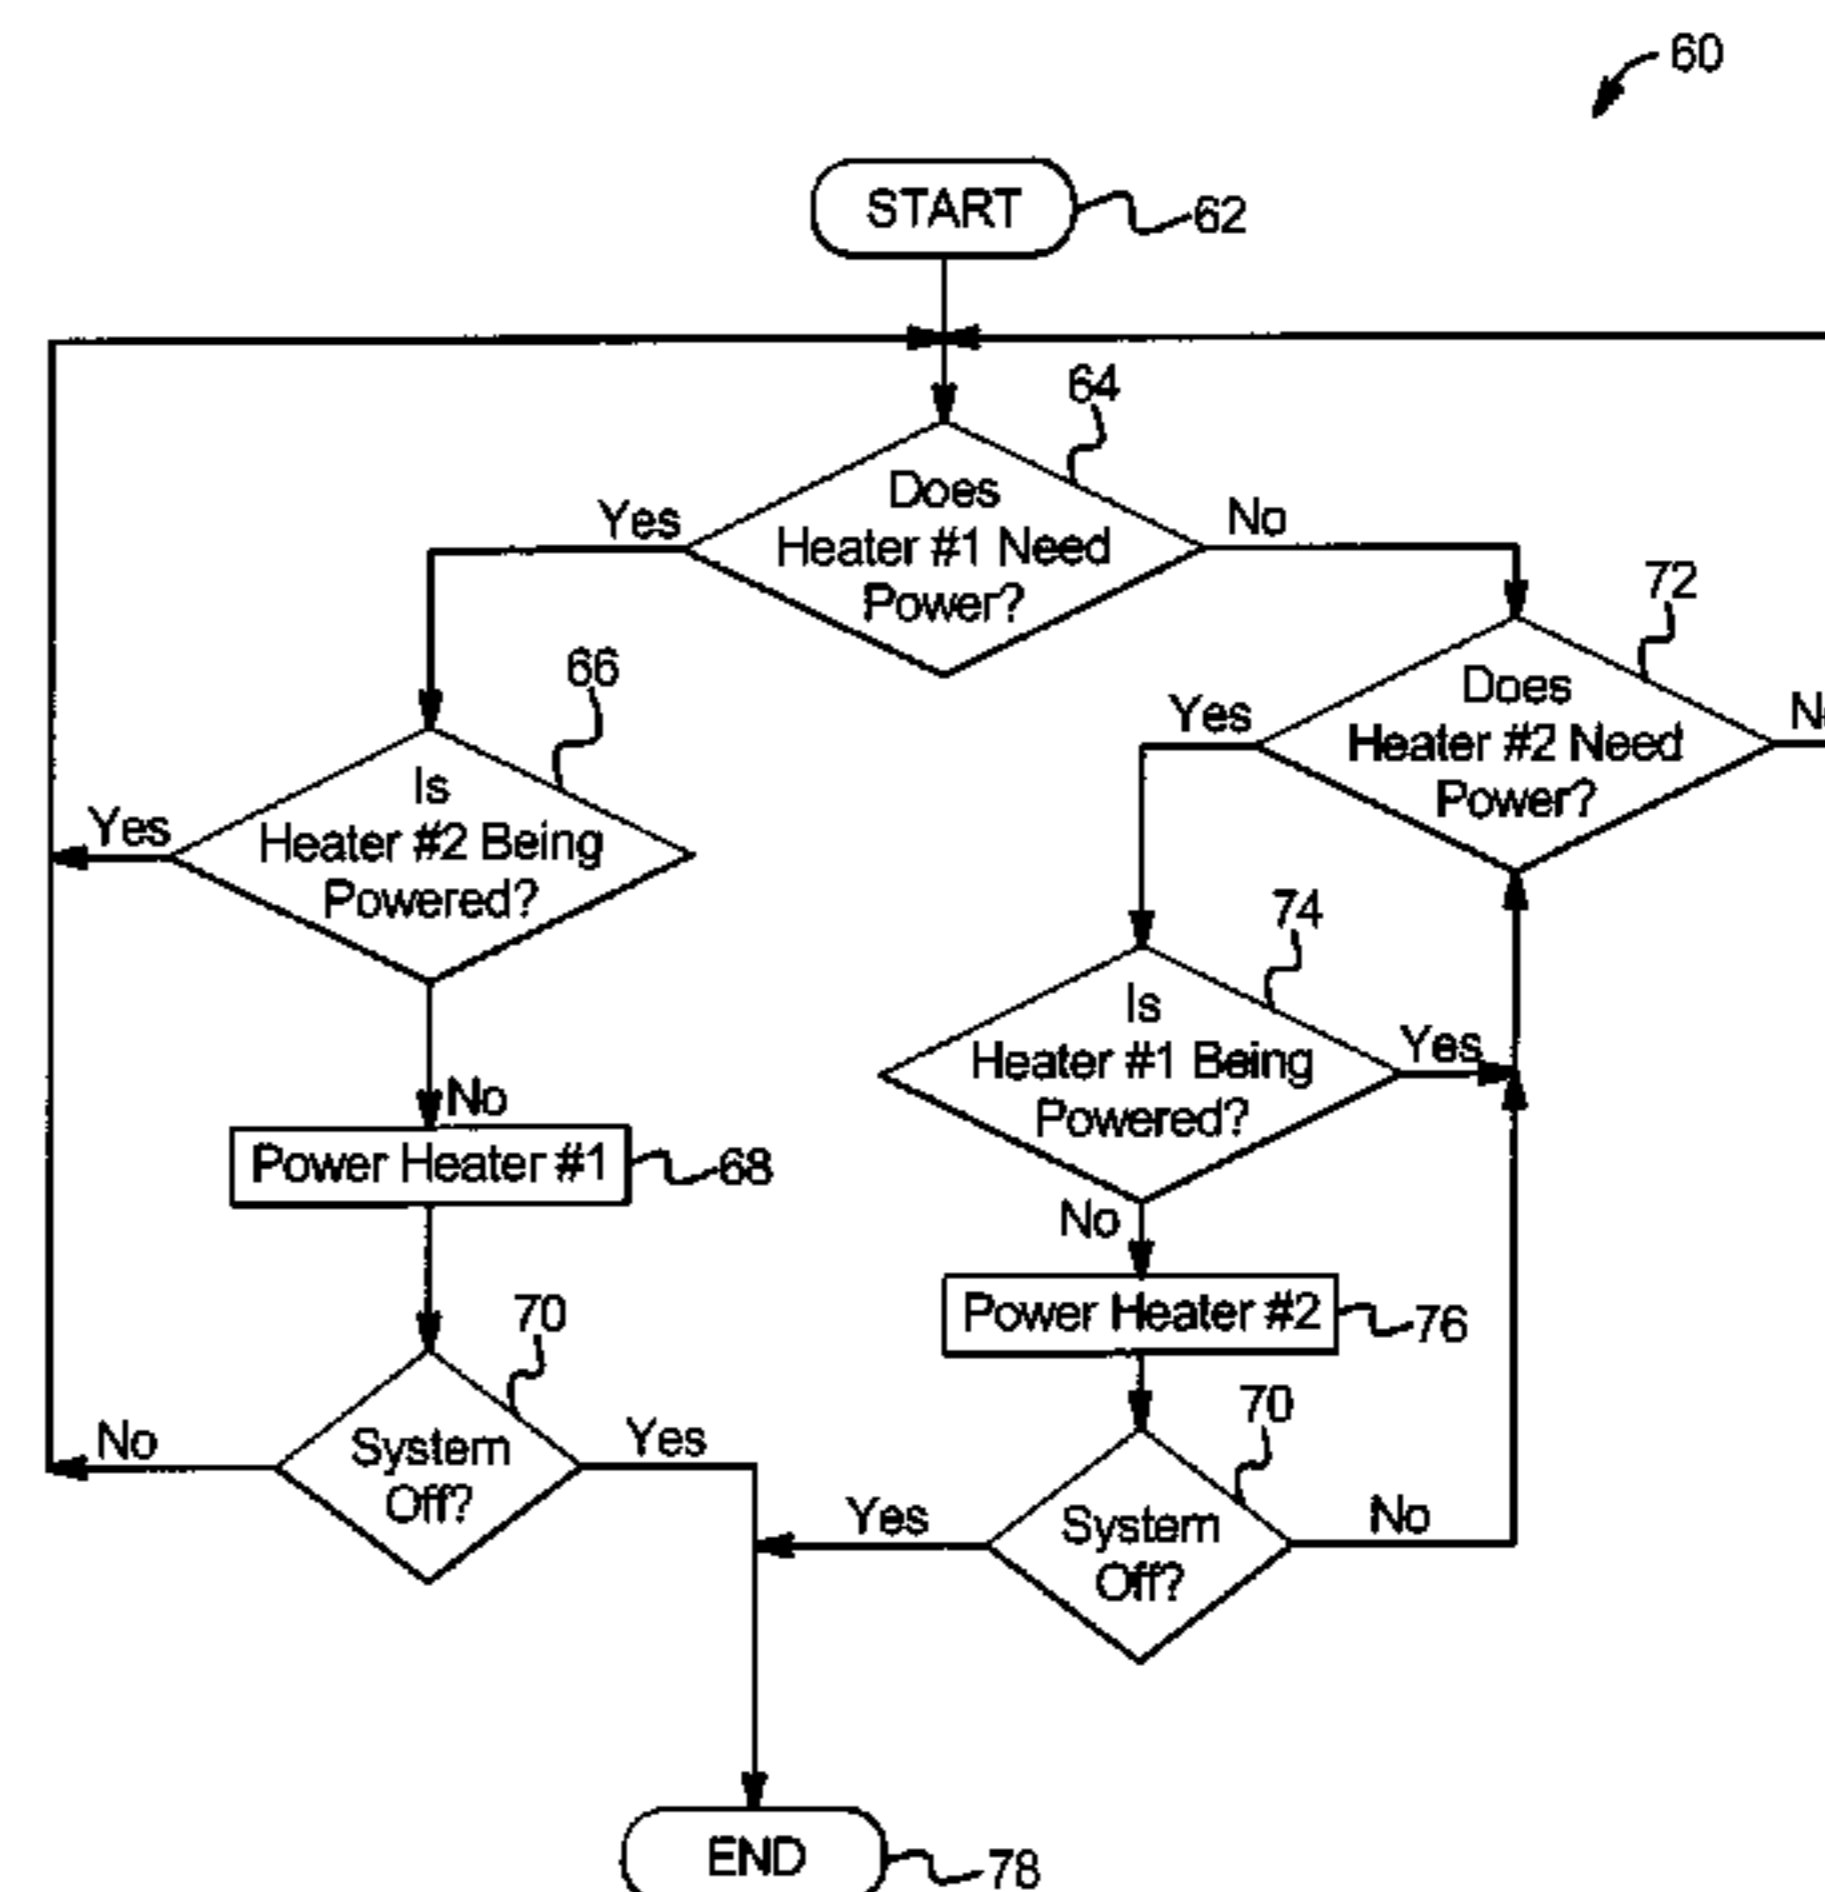 60
START
62
64
Does
Heater #1 Need
Power?
Yes
No
72
Does
Heater #2 Need
Power?
Yes
66
Is
Heater #2 Being
Powered?
Yes
74
Is
Heater #1 Being
Powered?
Yes
No
Power Heater #1
68
No
Power Heater #2
76
70
System
Off?
No
Yes
70
System
Off?
Yes
No
END
78